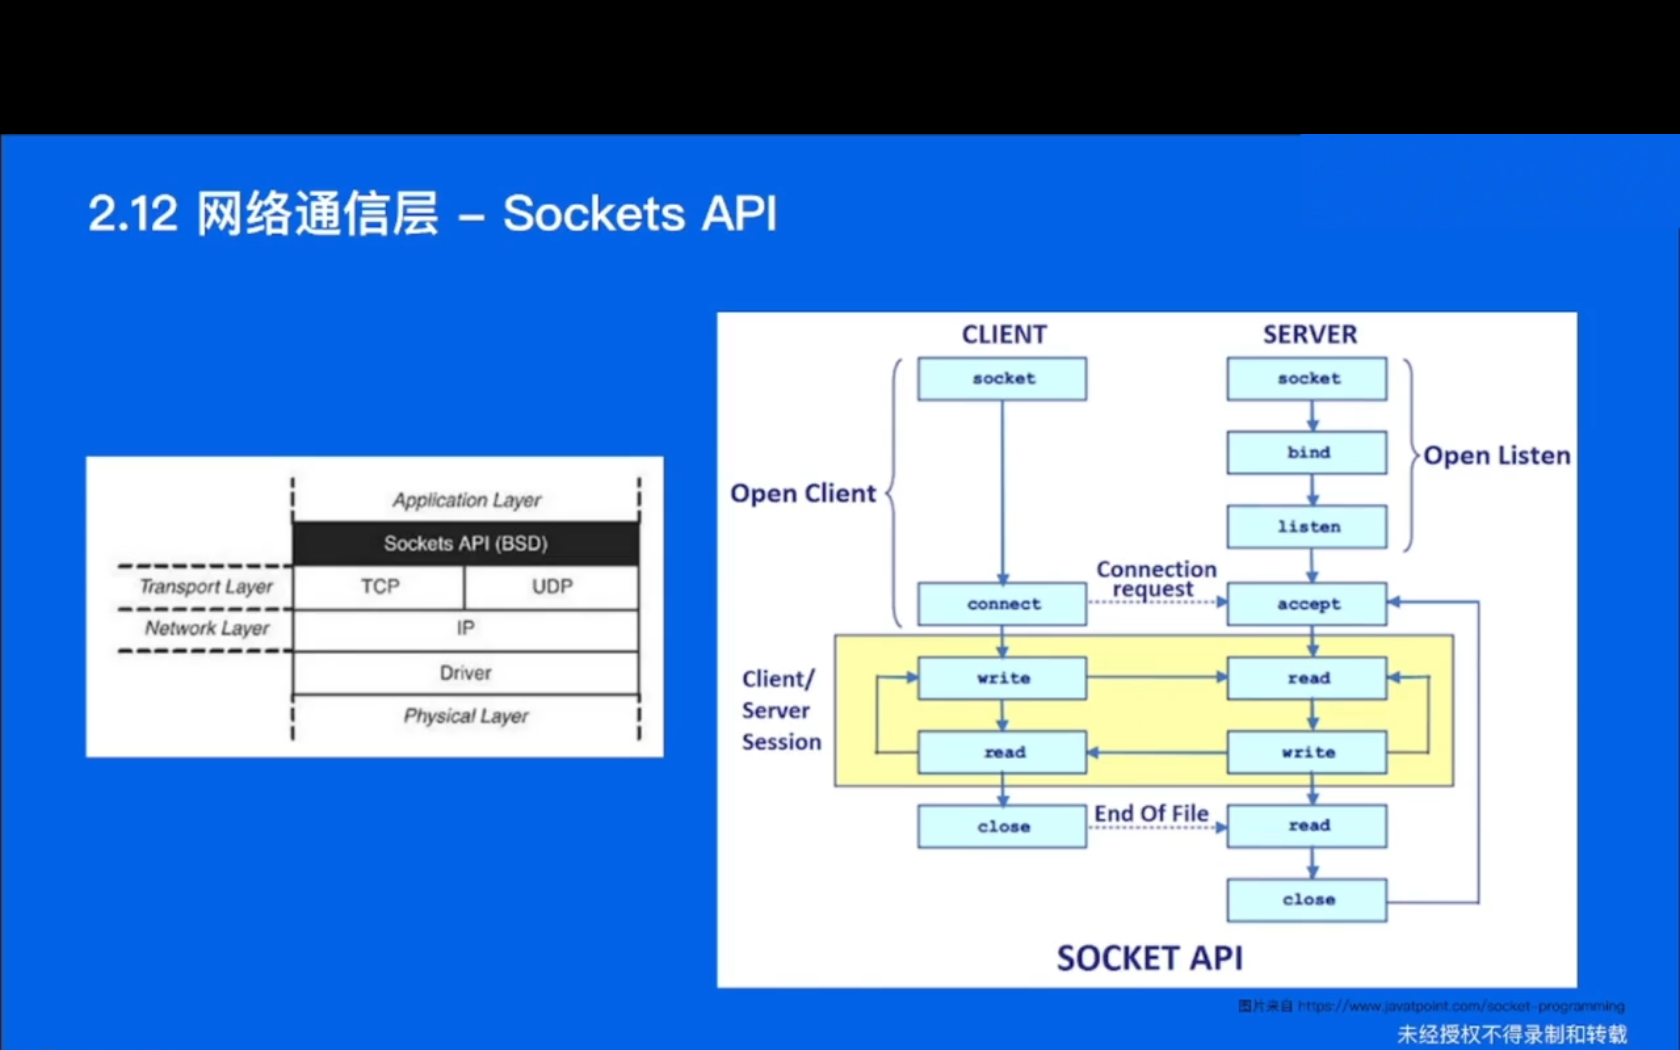 2.12 网络通信层 – Sockets API
Application Layer
Sockets API (BSD)
Transport Layer
TCP
UDP
Network Layer
IP
Driver
Physical Layer
CLIENT
SERVER
socket
socket
bind
Open Listen
Open Client
listen
Connection
request
connect
accept
Client/
Server
Session
write
read
read
write
close
End Of File
read
close
SOCKET API
图片来自 https://www.javatpoint.com/socket-programming
未经授权不得录制和转载